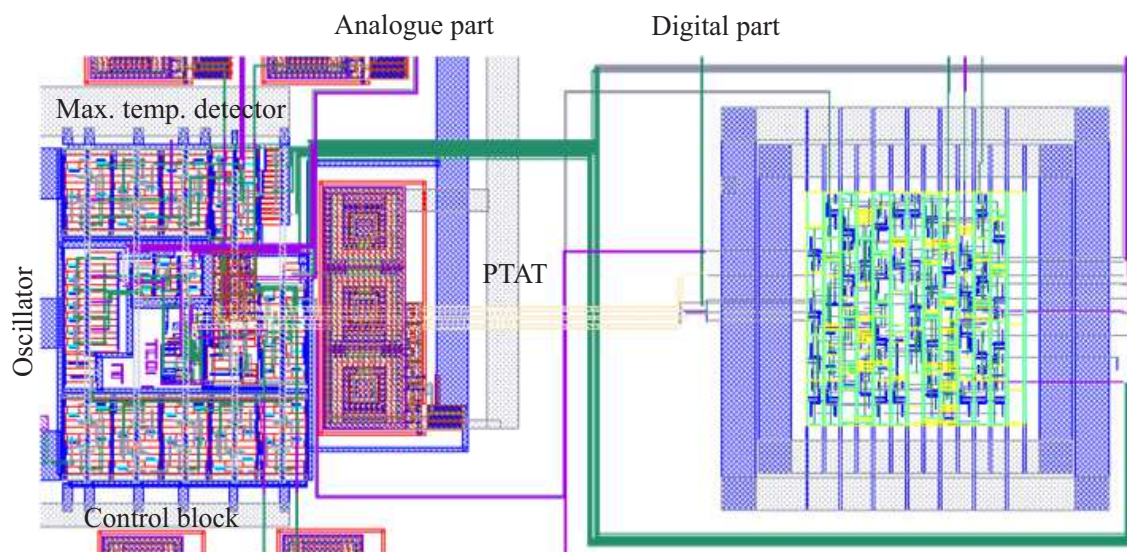 Analogue part
Digital part
Max. temp. detector
PTAT
Oscillator
Control block